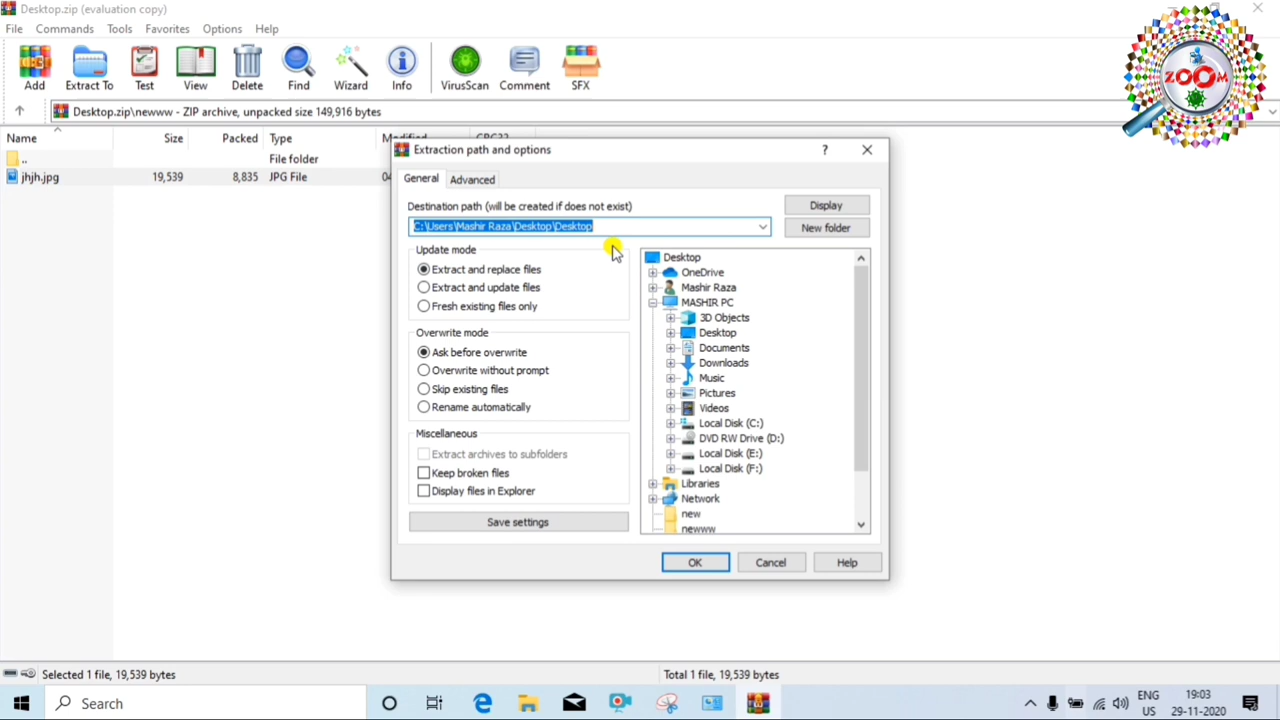 Desktop.zip (evaluation copy)
File Commands Tools Favorites Options Help
Add Extract To Test View Delete Find Wizard Info VirusScan Comment SFX
ZOOM
Desktop.zip\newww - ZIP archive, unpacked size 149,916 bytes
Name Size Packed Type
.. File folder
jhjh.jpg 19,539 8,835 JPG File
Extraction path and options
General Advanced
Destination path (will be created if does not exist)
C:\Users\Mashir Raza\Desktop\Desktop
Display
New folder
Update mode
Extract and replace files
Extract and update files
Fresh existing files only
Overwrite mode
Ask before overwrite
Overwrite without prompt
Skip existing files
Rename automatically
Miscellaneous
Extract archives to subfolders
Keep broken files
Display files in Explorer
Save settings
Desktop
OneDrive
Mashir Raza
MASHIR PC
3D Objects
Desktop
Documents
Downloads
Music
Pictures
Videos
Local Disk (C:)
DVD RW Drive (D:)
Local Disk (E:)
Local Disk (F:)
Libraries
Network
new
newww
OK Cancel Help
Selected 1 file, 19,539 bytes
Total 1 file, 19,539 bytes
Search
ENG
US
19:03
29-11-2020